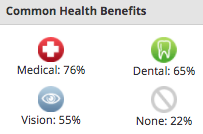 Common Health Benefits
Medical: 76%
Dental: 65%
Vision: 55%
None: 22%